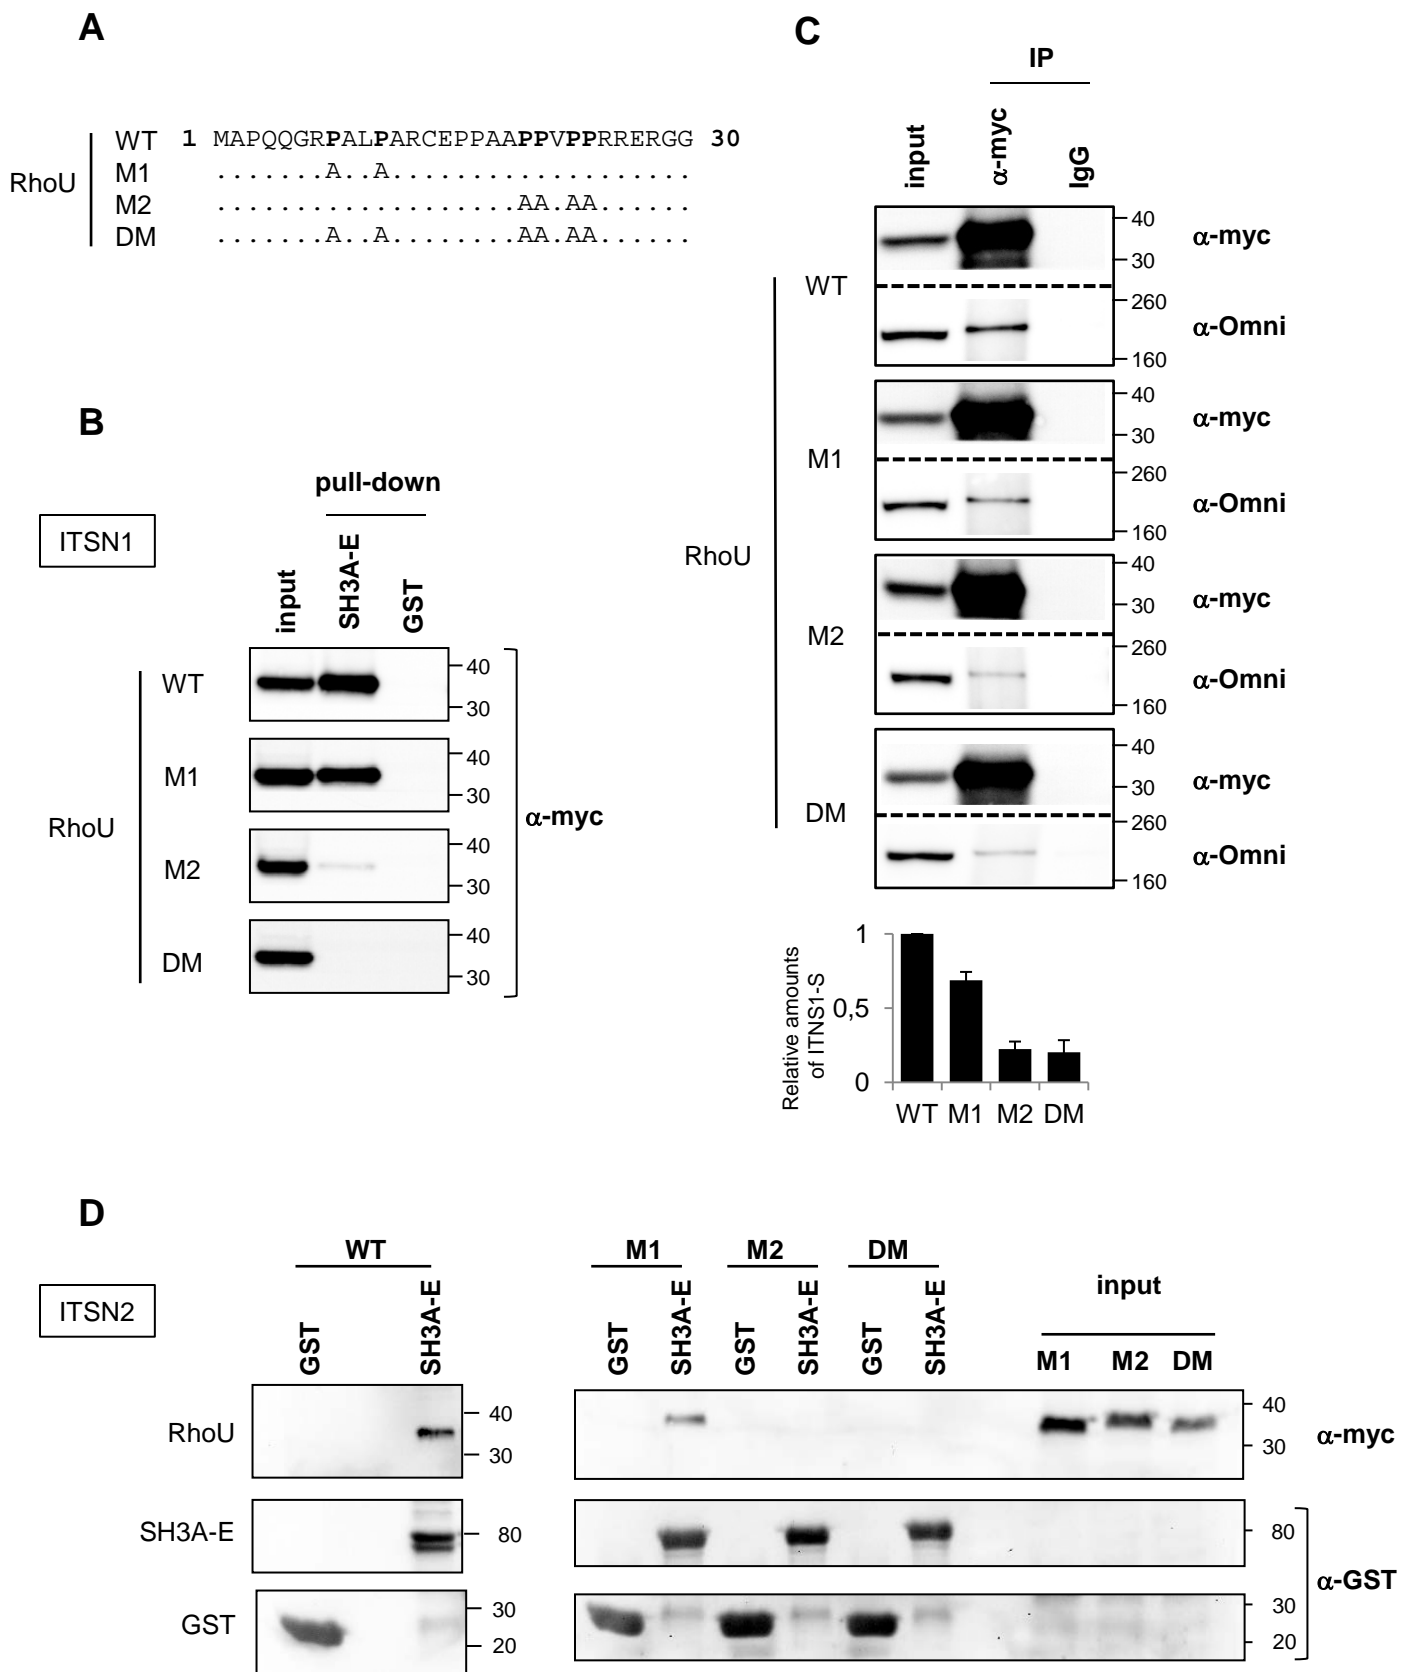 A
RhoU
WT 1 MAPQQGRPALPARCEPPAAPPVPPRRERGG 30
M1 .......A..A...................
M2 ...................AA.AA......
DM .......A..A........AA.AA......
B
ITSN1
pull-down
input SH3A-E GST
RhoU
WT 40 30
M1 40 30
M2 40 30
DM 40 30
α-myc
C
IP
input α-myc IgG
RhoU
WT
40 30 α-myc
260 160 α-Omni
M1
40 30 α-myc
260 160 α-Omni
M2
40 30 α-myc
260 160 α-Omni
DM
40 30 α-myc
260 160 α-Omni
Relative amounts
of ITNS1-S
1
0,5
0
WT M1 M2 DM
D
ITSN2
WT M1 M2 DM input
GST SH3A-E GST SH3A-E GST SH3A-E GST SH3A-E M1 M2 DM
RhoU 40 30 40 30 α-myc
SH3A-E 80 80
GST 30 20 30 20
α-GST